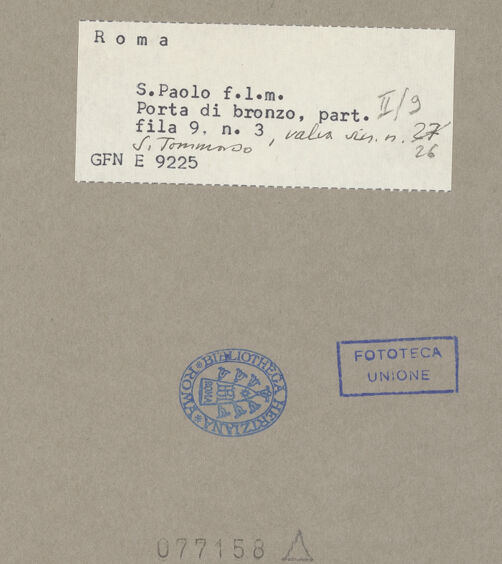 Roma
S.Paolo f.l.m.
Porta di bronzo, part. II/9
fila 9, n. 3, valva sin. n. 27
26
S. Tommaso
GFN E 9225
BIBLIOTHECA HERTZIANA * ROMA *
ROMA
FOTOTECA
UNIONE
077158